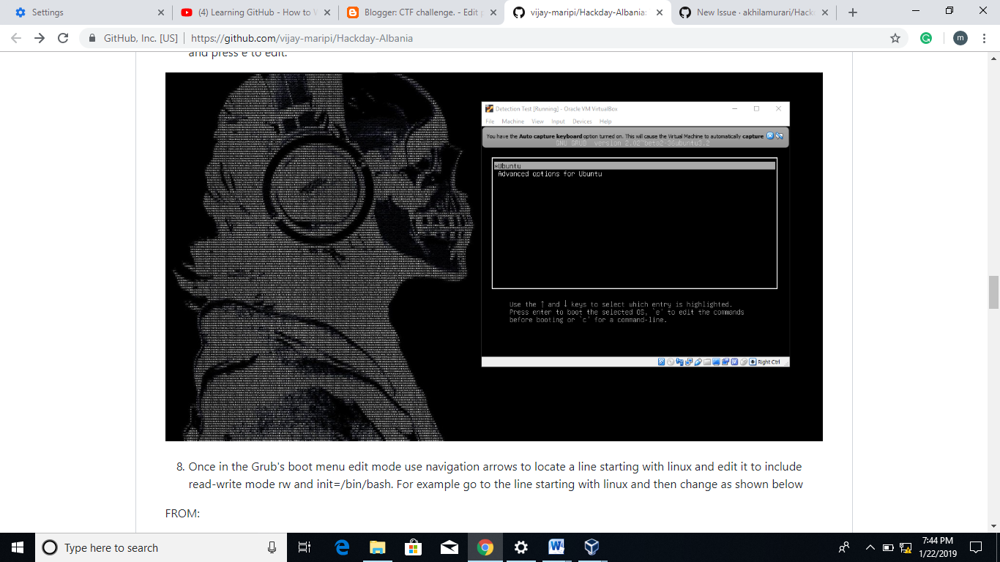 Settings
(4) Learning GitHub - How to
Blogger: CTF challenge. - Edit
vijay-maripi/Hackday-Albania:
New Issue · akhilamurari/Hack
GitHub, Inc. [US]
https://github.com/vijay-maripi/Hackday-Albania
m
and press e to edit.
Detection Test [Running] - Oracle VM VirtualBox
File Machine View Input Devices Help
You have the Auto capture keyboard option turned on. This will cause the Virtual Machine to automatically capture
GNU GRUB version 2.02~beta2-36ubuntu3.2
*Ubuntu
Advanced options for Ubuntu
Use the ↑ and ↓ keys to select which entry is highlighted.
Press enter to boot the selected OS, `e' to edit the commands
before booting or `c' for a command-line.
Right Ctrl
8. Once in the Grub's boot menu edit mode use navigation arrows to locate a line starting with linux and edit it to include
read-write mode rw and init=/bin/bash. For example go to the line starting with linux and then change as shown below
FROM:
Type here to search
7:44 PM
1/22/2019